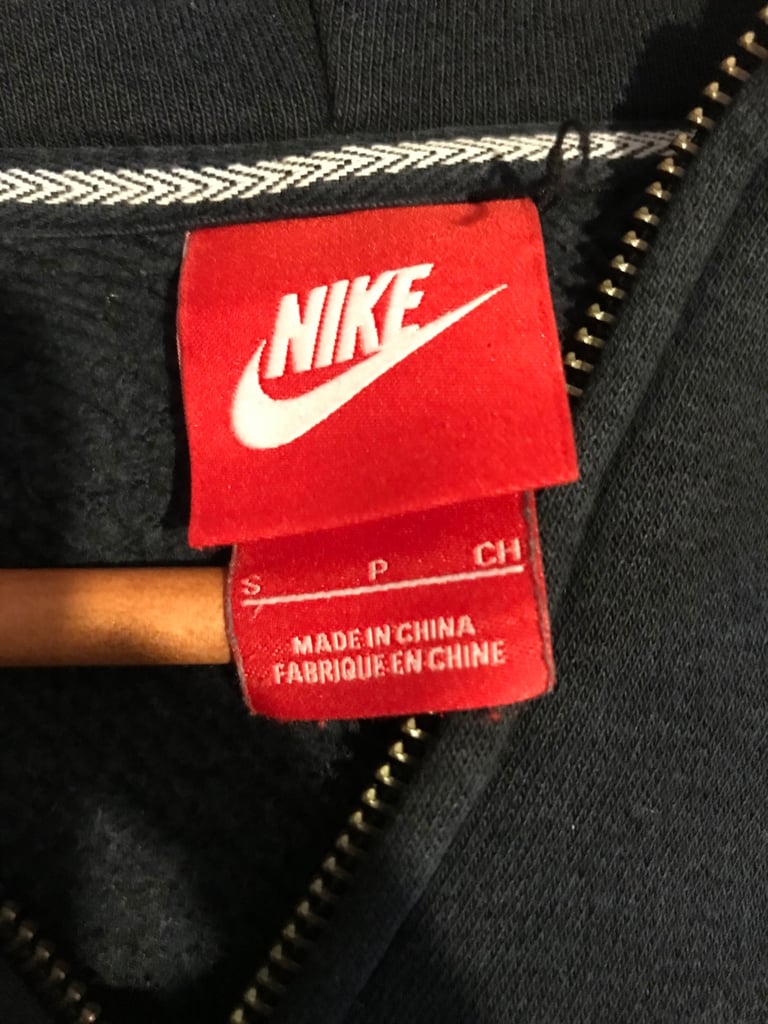 NIKE
S P CH
MADE IN CHINA
FABRIQUE EN CHINE